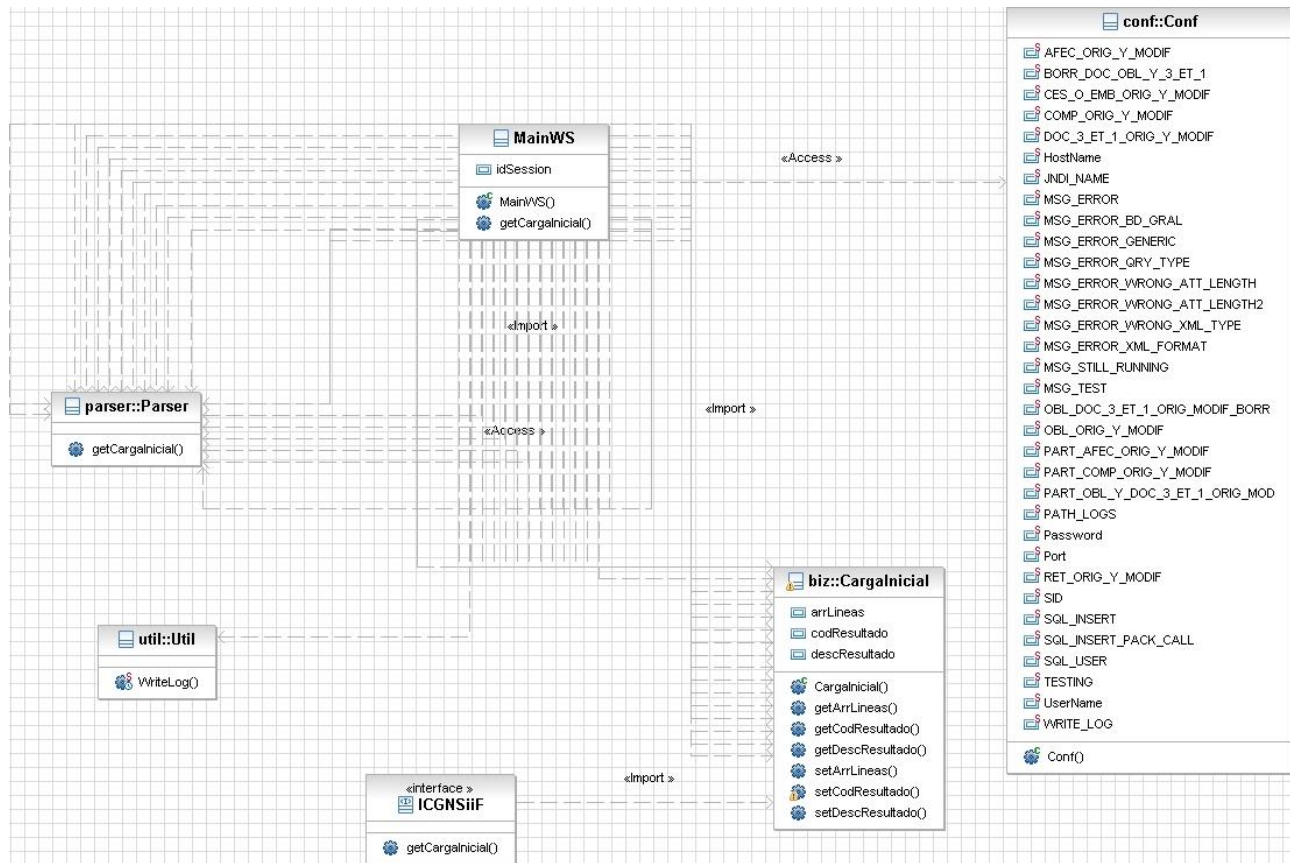 conf::Conf
AFEC_ORIG_Y_MODIF
BORR_DOC_OBL_Y_3_ET_1
CES_O_EMB_ORIG_Y_MODIF
COMP_ORIG_Y_MODIF
DOC_3_ET_1_ORIG_Y_MODIF
HostName
JNDI_NAME
MSG_ERROR
MSG_ERROR_BD_GRAL
MSG_ERROR_GENERIC
MSG_ERROR_QRY_TYPE
MSG_ERROR_WRONG_ATT_LENGTH
MSG_ERROR_WRONG_ATT_LENGTH2
MSG_ERROR_WRONG_XML_TYPE
MSG_ERROR_XML_FORMAT
MSG_STILL_RUNNING
MSG_TEST
OBL_DOC_3_ET_1_ORIG_MODIF_BORR
OBL_ORIG_Y_MODIF
PART_AFEC_ORIG_Y_MODIF
PART_COMP_ORIG_Y_MODIF
PART_OBL_Y_DOC_3_ET_1_ORIG_MOD
PATH_LOGS
Password
Port
RET_ORIG_Y_MODIF
SID
SQL_INSERT
SQL_INSERT_PACK_CALL
SQL_USER
TESTING
UserName
WRITE_LOG
Conf()
MainWS
idSession
MainWS()
getCargaInicial()
«Access »
«Import »
«Import »
«Access »
parser::Parser
getCargaInicial()
util::Util
WriteLog()
biz::CargaInicial
arrLineas
codResultado
descResultado
CargaInicial()
getArrLineas()
getCodResultado()
getDescResultado()
setArrLineas()
setCodResultado()
setDescResultado()
«Import »
«interface »
ICGNSiiF
getCargaInicial()